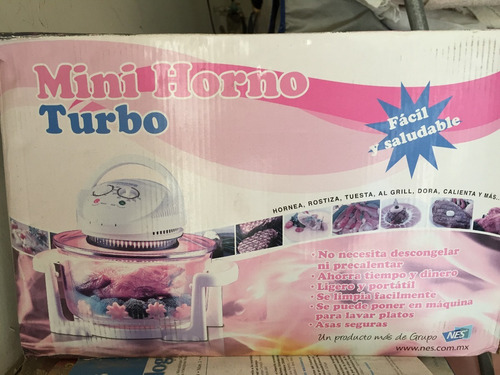 Mini Horno
Turbo
Fácil
y saludable
HORNEA, ROSTIZA, TUESTA, AL GRILL, DORA, CALIENTA Y MÁS...
• No necesita descongelar
ni precalentar
• Ahorra tiempo y dinero
• Ligero y portátil
• Se limpia fácilmente
• Se puede poner en máquina
para lavar platos
• Asas seguras
Un producto más de Grupo NES
www.nes.com.mx